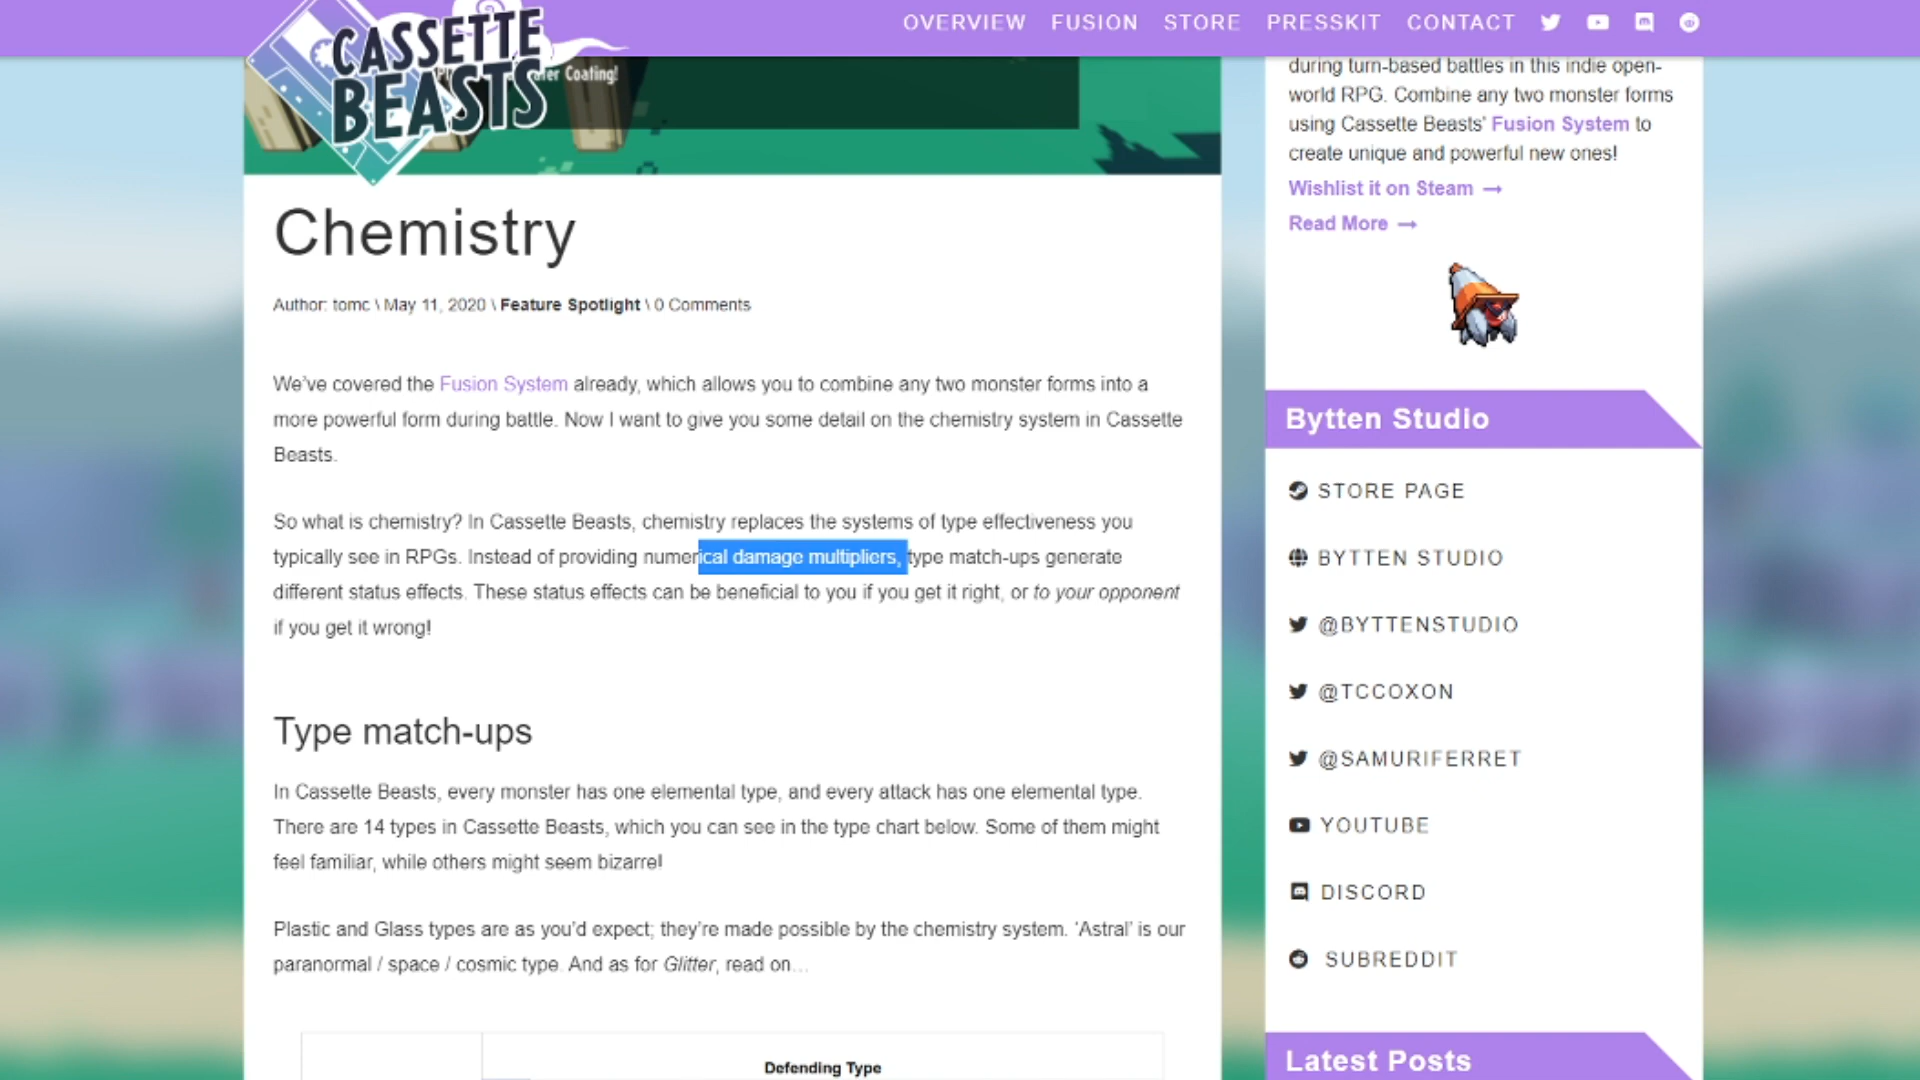 OVERVIEW FUSION STORE PRESSKIT CONTACT
CASSETTE
BEASTS
Coating!
Chemistry
Author: tomc \ May 11, 2020 \ Feature Spotlight \ 0 Comments
We've covered the Fusion System already, which allows you to combine any two monster forms into a
more powerful form during battle. Now I want to give you some detail on the chemistry system in Cassette
Beasts.
So what is chemistry? In Cassette Beasts, chemistry replaces the systems of type effectiveness you
typically see in RPGs. Instead of providing numerical damage multipliers, type match-ups generate
different status effects. These status effects can be beneficial to you if you get it right, or to your opponent
if you get it wrong!
Type match-ups
In Cassette Beasts, every monster has one elemental type, and every attack has one elemental type.
There are 14 types in Cassette Beasts, which you can see in the type chart below. Some of them might
feel familiar, while others might seem bizarre!
Plastic and Glass types are as you'd expect; they're made possible by the chemistry system. 'Astral' is our
paranormal / space / cosmic type. And as for Glitter, read on...
Defending Type
during turn-based battles in this indie open-
world RPG. Combine any two monster forms
using Cassette Beasts' Fusion System to
create unique and powerful new ones!
Wishlist it on Steam →
Read More →
Bytten Studio
STORE PAGE
BYTTEN STUDIO
@BYTTENSTUDIO
@TCCOXON
@SAMURIFERRET
YOUTUBE
DISCORD
SUBREDDIT
Latest Posts